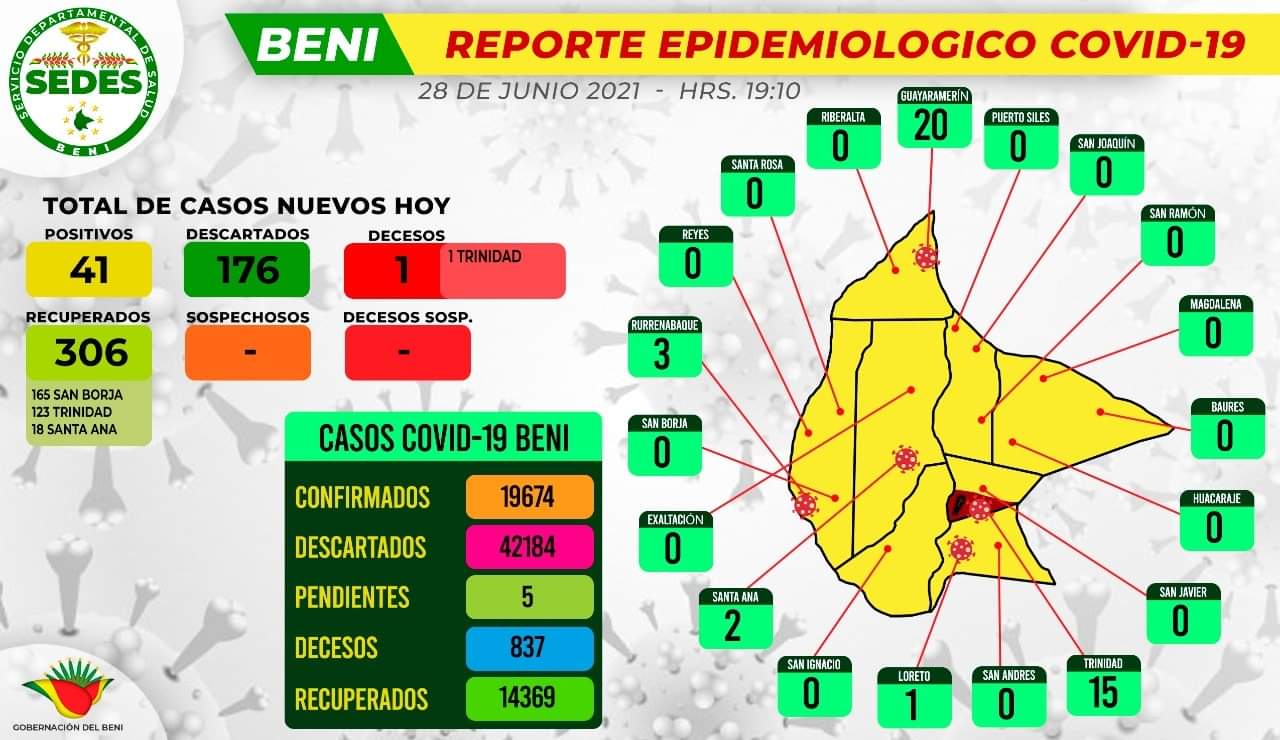 SERVICIO DEPARTAMENTAL DE SALUD
SEDES
BENI
BENI
REPORTE EPIDEMIOLOGICO COVID-19
28 DE JUNIO 2021 - HRS. 19:10
TOTAL DE CASOS NUEVOS HOY
POSITIVOS
41
DESCARTADOS
176
DECESOS
1
1 TRINIDAD
RECUPERADOS
306
165 SAN BORJA
123 TRINIDAD
18 SANTA ANA
SOSPECHOSOS
-
DECESOS SOSP.
-
CASOS COVID-19 BENI
CONFIRMADOS 19674
DESCARTADOS 42184
PENDIENTES 5
DECESOS 837
RECUPERADOS 14369
GUAYARAMERÍN
20
RIBERALTA
0
PUERTO SILES
0
SAN JOAQUÍN
0
SANTA ROSA
0
SAN RAMÓN
0
REYES
0
MAGDALENA
0
RURRENABAQUE
3
BAURES
0
SAN BORJA
0
HUACARAJE
0
EXALTACIÓN
0
SAN JAVIER
0
SANTA ANA
2
SAN IGNACIO
0
LORETO
1
SAN ANDRES
0
TRINIDAD
15
GOBERNACIÓN DEL BENI